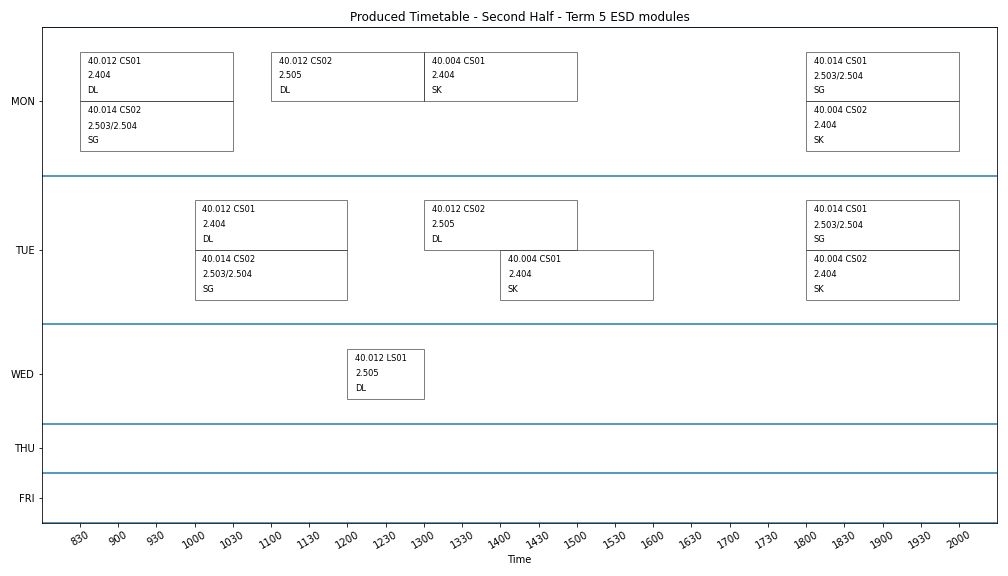 Produced Timetable - Second Half - Term 5 ESD modules
MON
40.012 CS01
2.404
DL
40.014 CS02
2.503/2.504
SG
40.012 CS02
2.505
DL
40.004 CS01
2.404
SK
40.014 CS01
2.503/2.504
SG
40.004 CS02
2.404
SK
TUE
40.012 CS01
2.404
DL
40.014 CS02
2.503/2.504
SG
40.012 CS02
2.505
DL
40.004 CS01
2.404
SK
40.014 CS01
2.503/2.504
SG
40.004 CS02
2.404
SK
WED
40.012 LS01
2.505
DL
THU
FRI
830 900 930 1000 1030 1100 1130 1200 1230 1300 1330 1400 1430 1500 1530 1600 1630 1700 1730 1800 1830 1900 1930 2000
Time